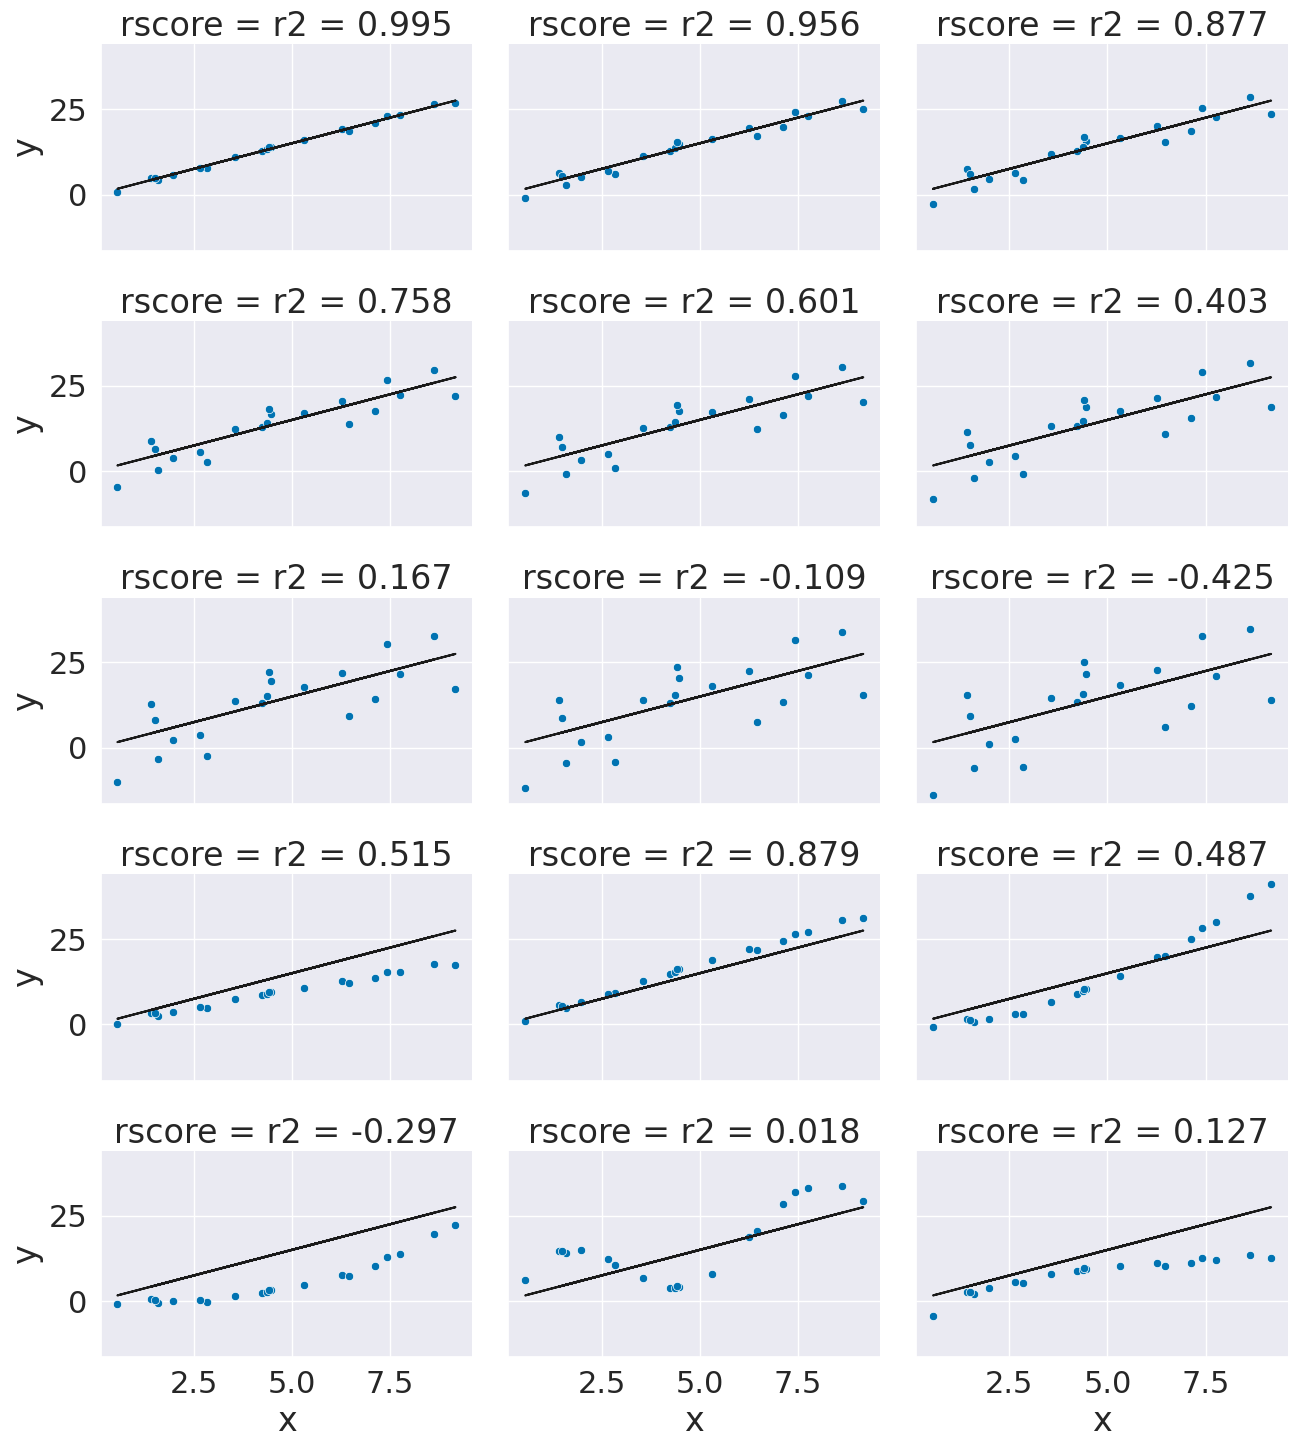 rscore = r2 = 0.995 rscore = r2 = 0.956 rscore = r2 = 0.877
25
0
y
rscore = r2 = 0.758 rscore = r2 = 0.601 rscore = r2 = 0.403
25
0
y
rscore = r2 = 0.167 rscore = r2 = -0.109 rscore = r2 = -0.425
25
0
y
rscore = r2 = 0.515 rscore = r2 = 0.879 rscore = r2 = 0.487
25
0
y
rscore = r2 = -0.297 rscore = r2 = 0.018 rscore = r2 = 0.127
25
0
y
2.5 5.0 7.5 2.5 5.0 7.5 2.5 5.0 7.5
x x x